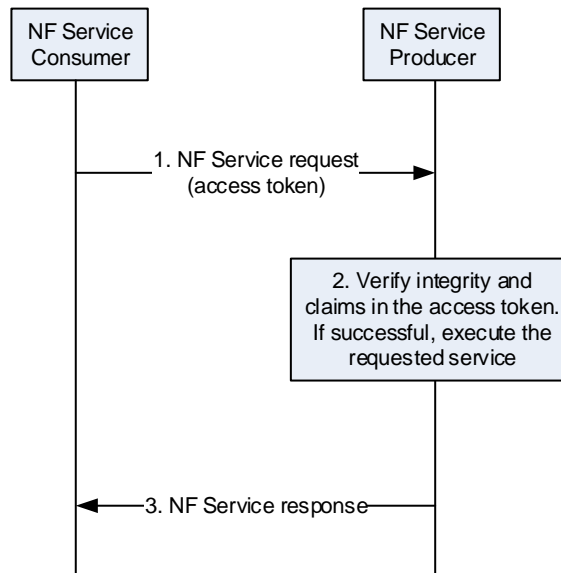 NF Service
Consumer
NF Service
Producer
1. NF Service request
(access token)
2. Verify integrity and
claims in the access token.
If successful, execute the
requested service
3. NF Service response